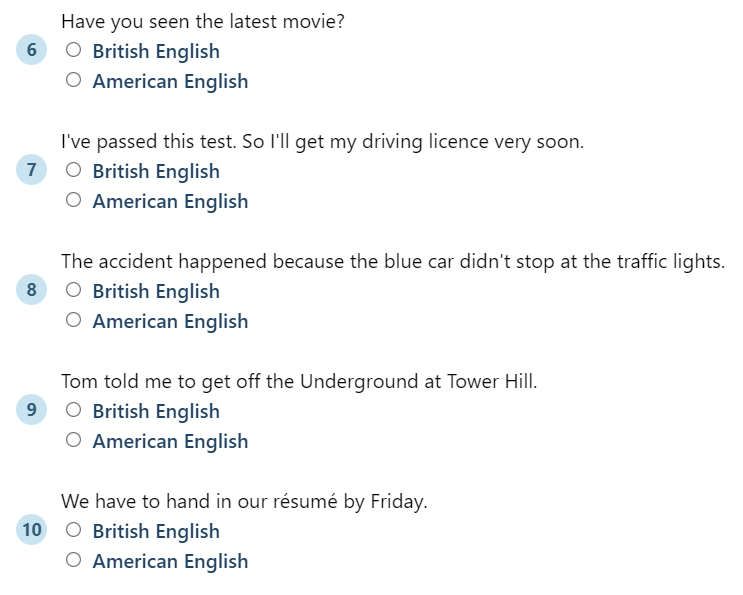 Have you seen the latest movie?
6
British English
American English
I've passed this test. So I'll get my driving licence very soon.
7
British English
American English
The accident happened because the blue car didn't stop at the traffic lights.
8
British English
American English
Tom told me to get off the Underground at Tower Hill.
9
British English
American English
We have to hand in our résumé by Friday.
10
British English
American English